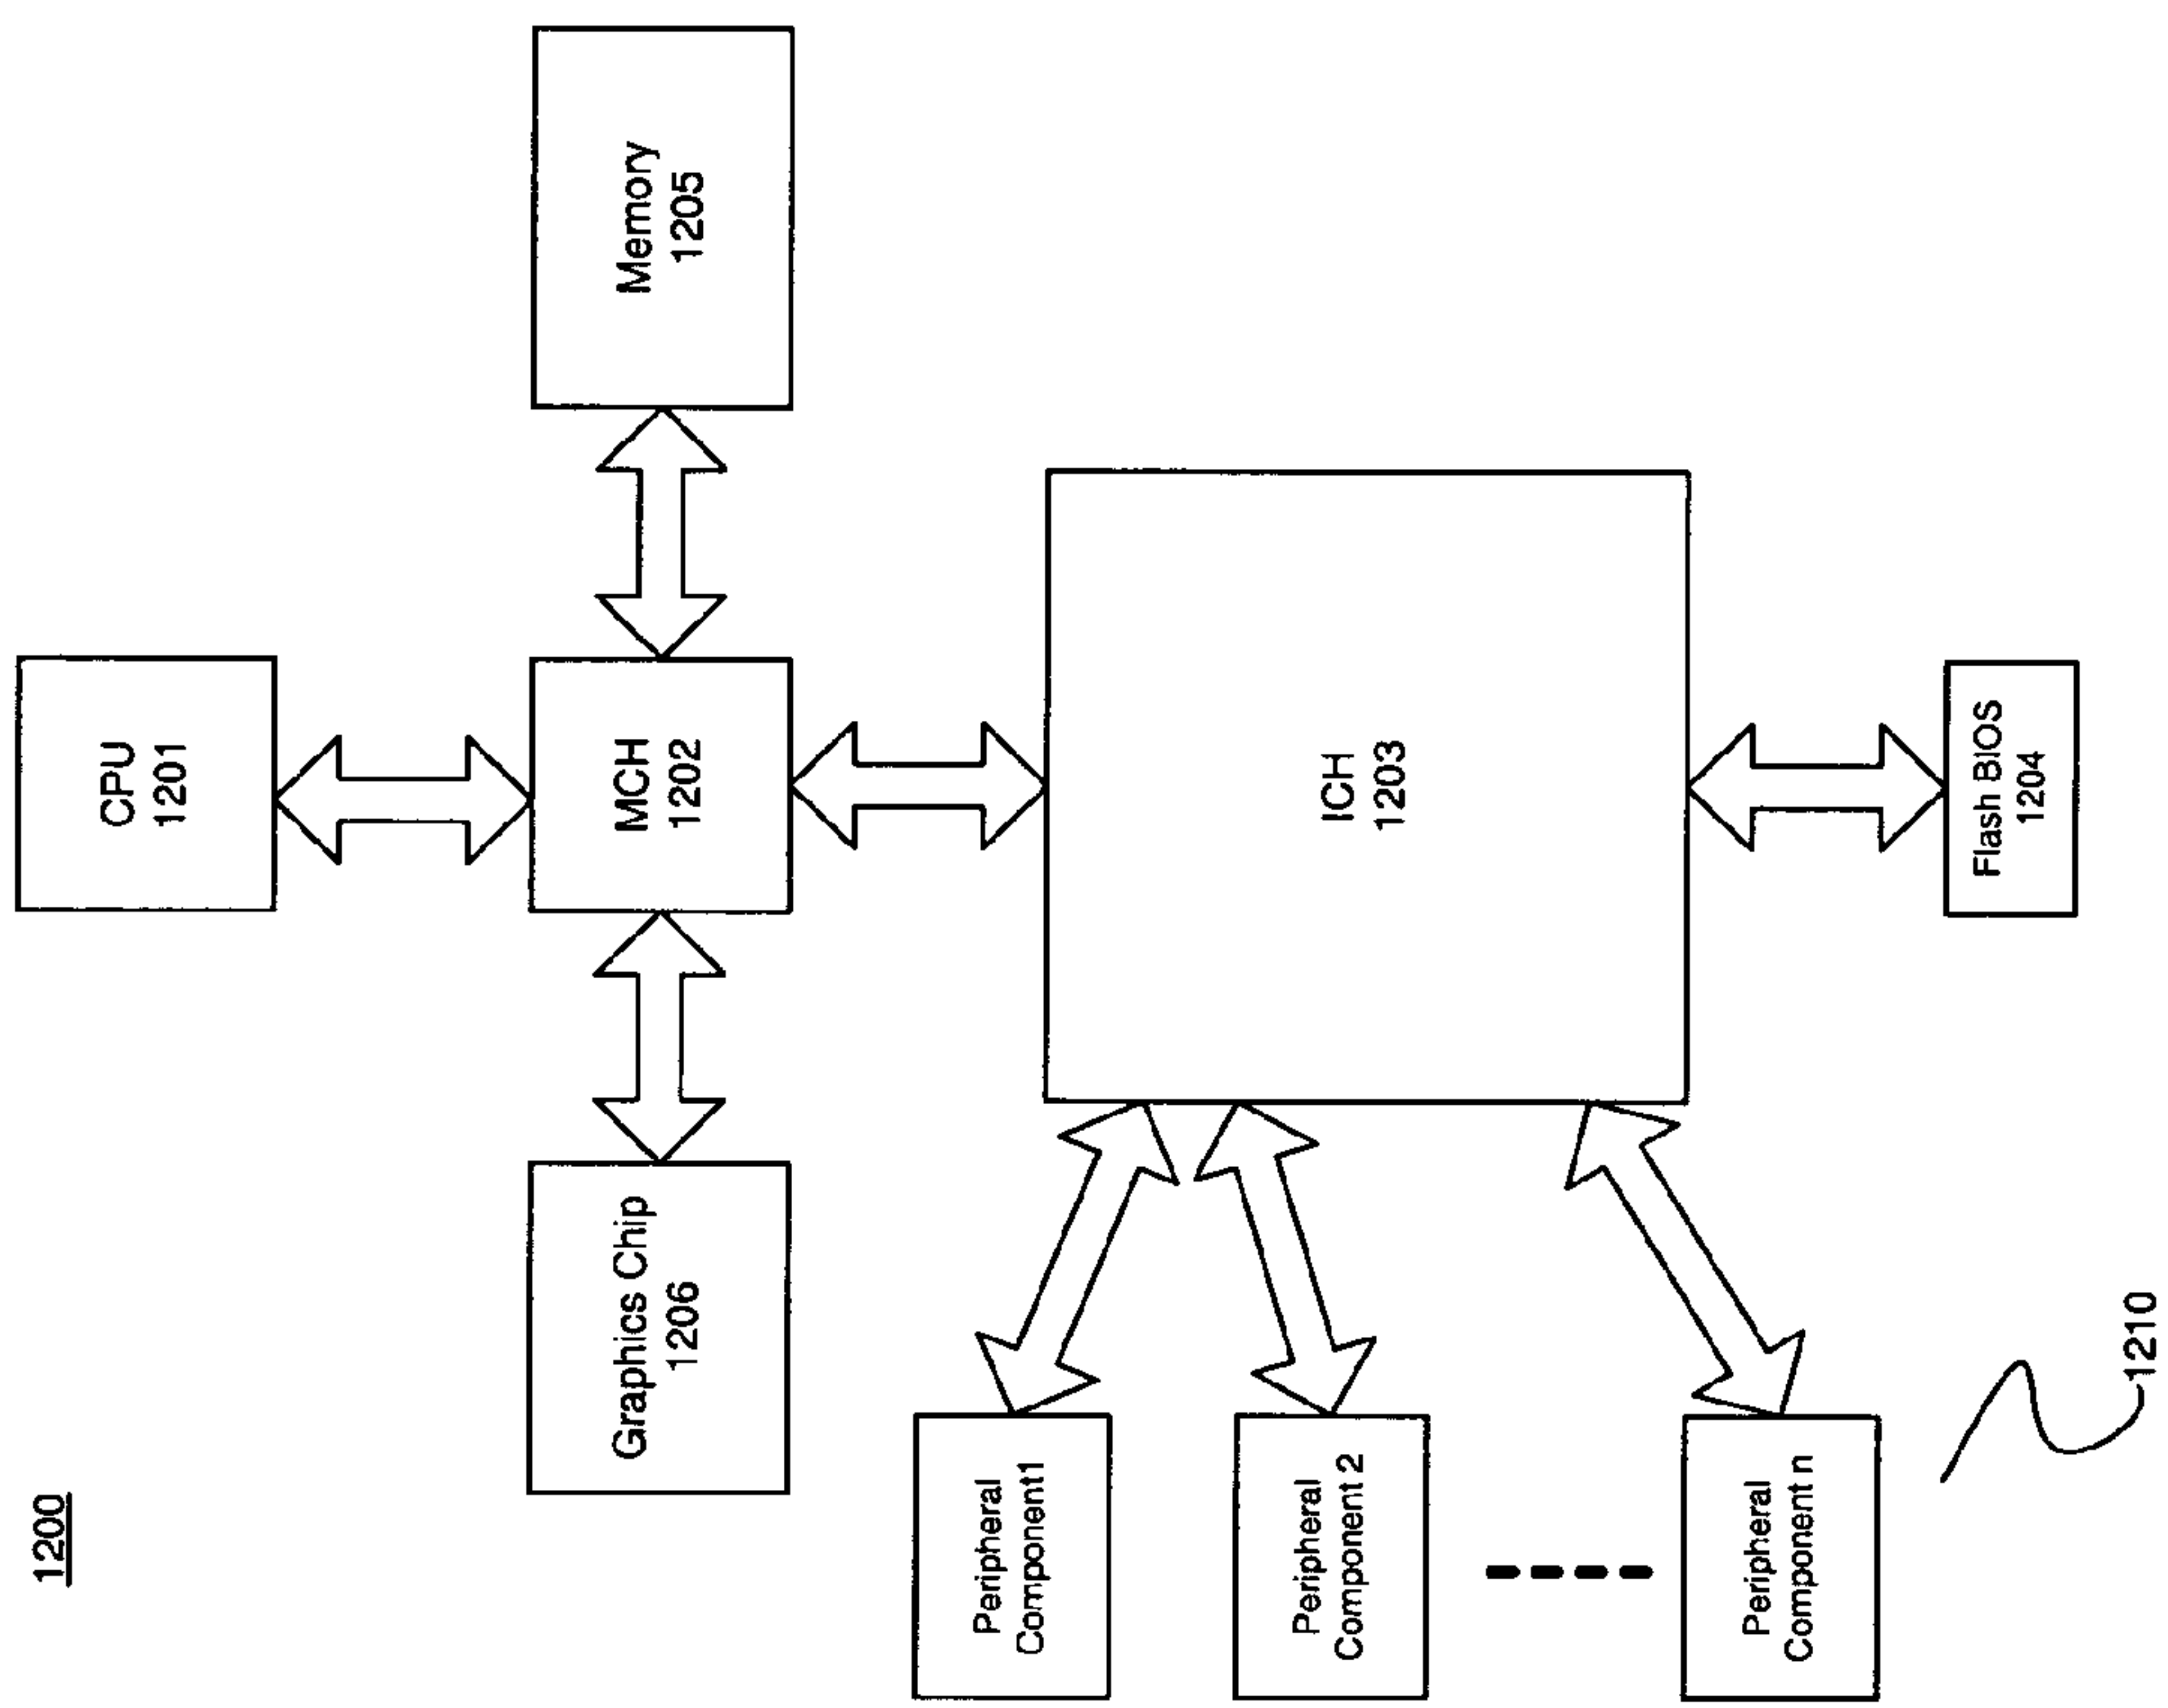 1200
CPU
1201
Graphics Chip
1206
MCH
1202
Memory
1205
Peripheral
Component1
ICH
1203
Peripheral
Component 2
Peripheral
Component n
Flash BIOS
1204
1210